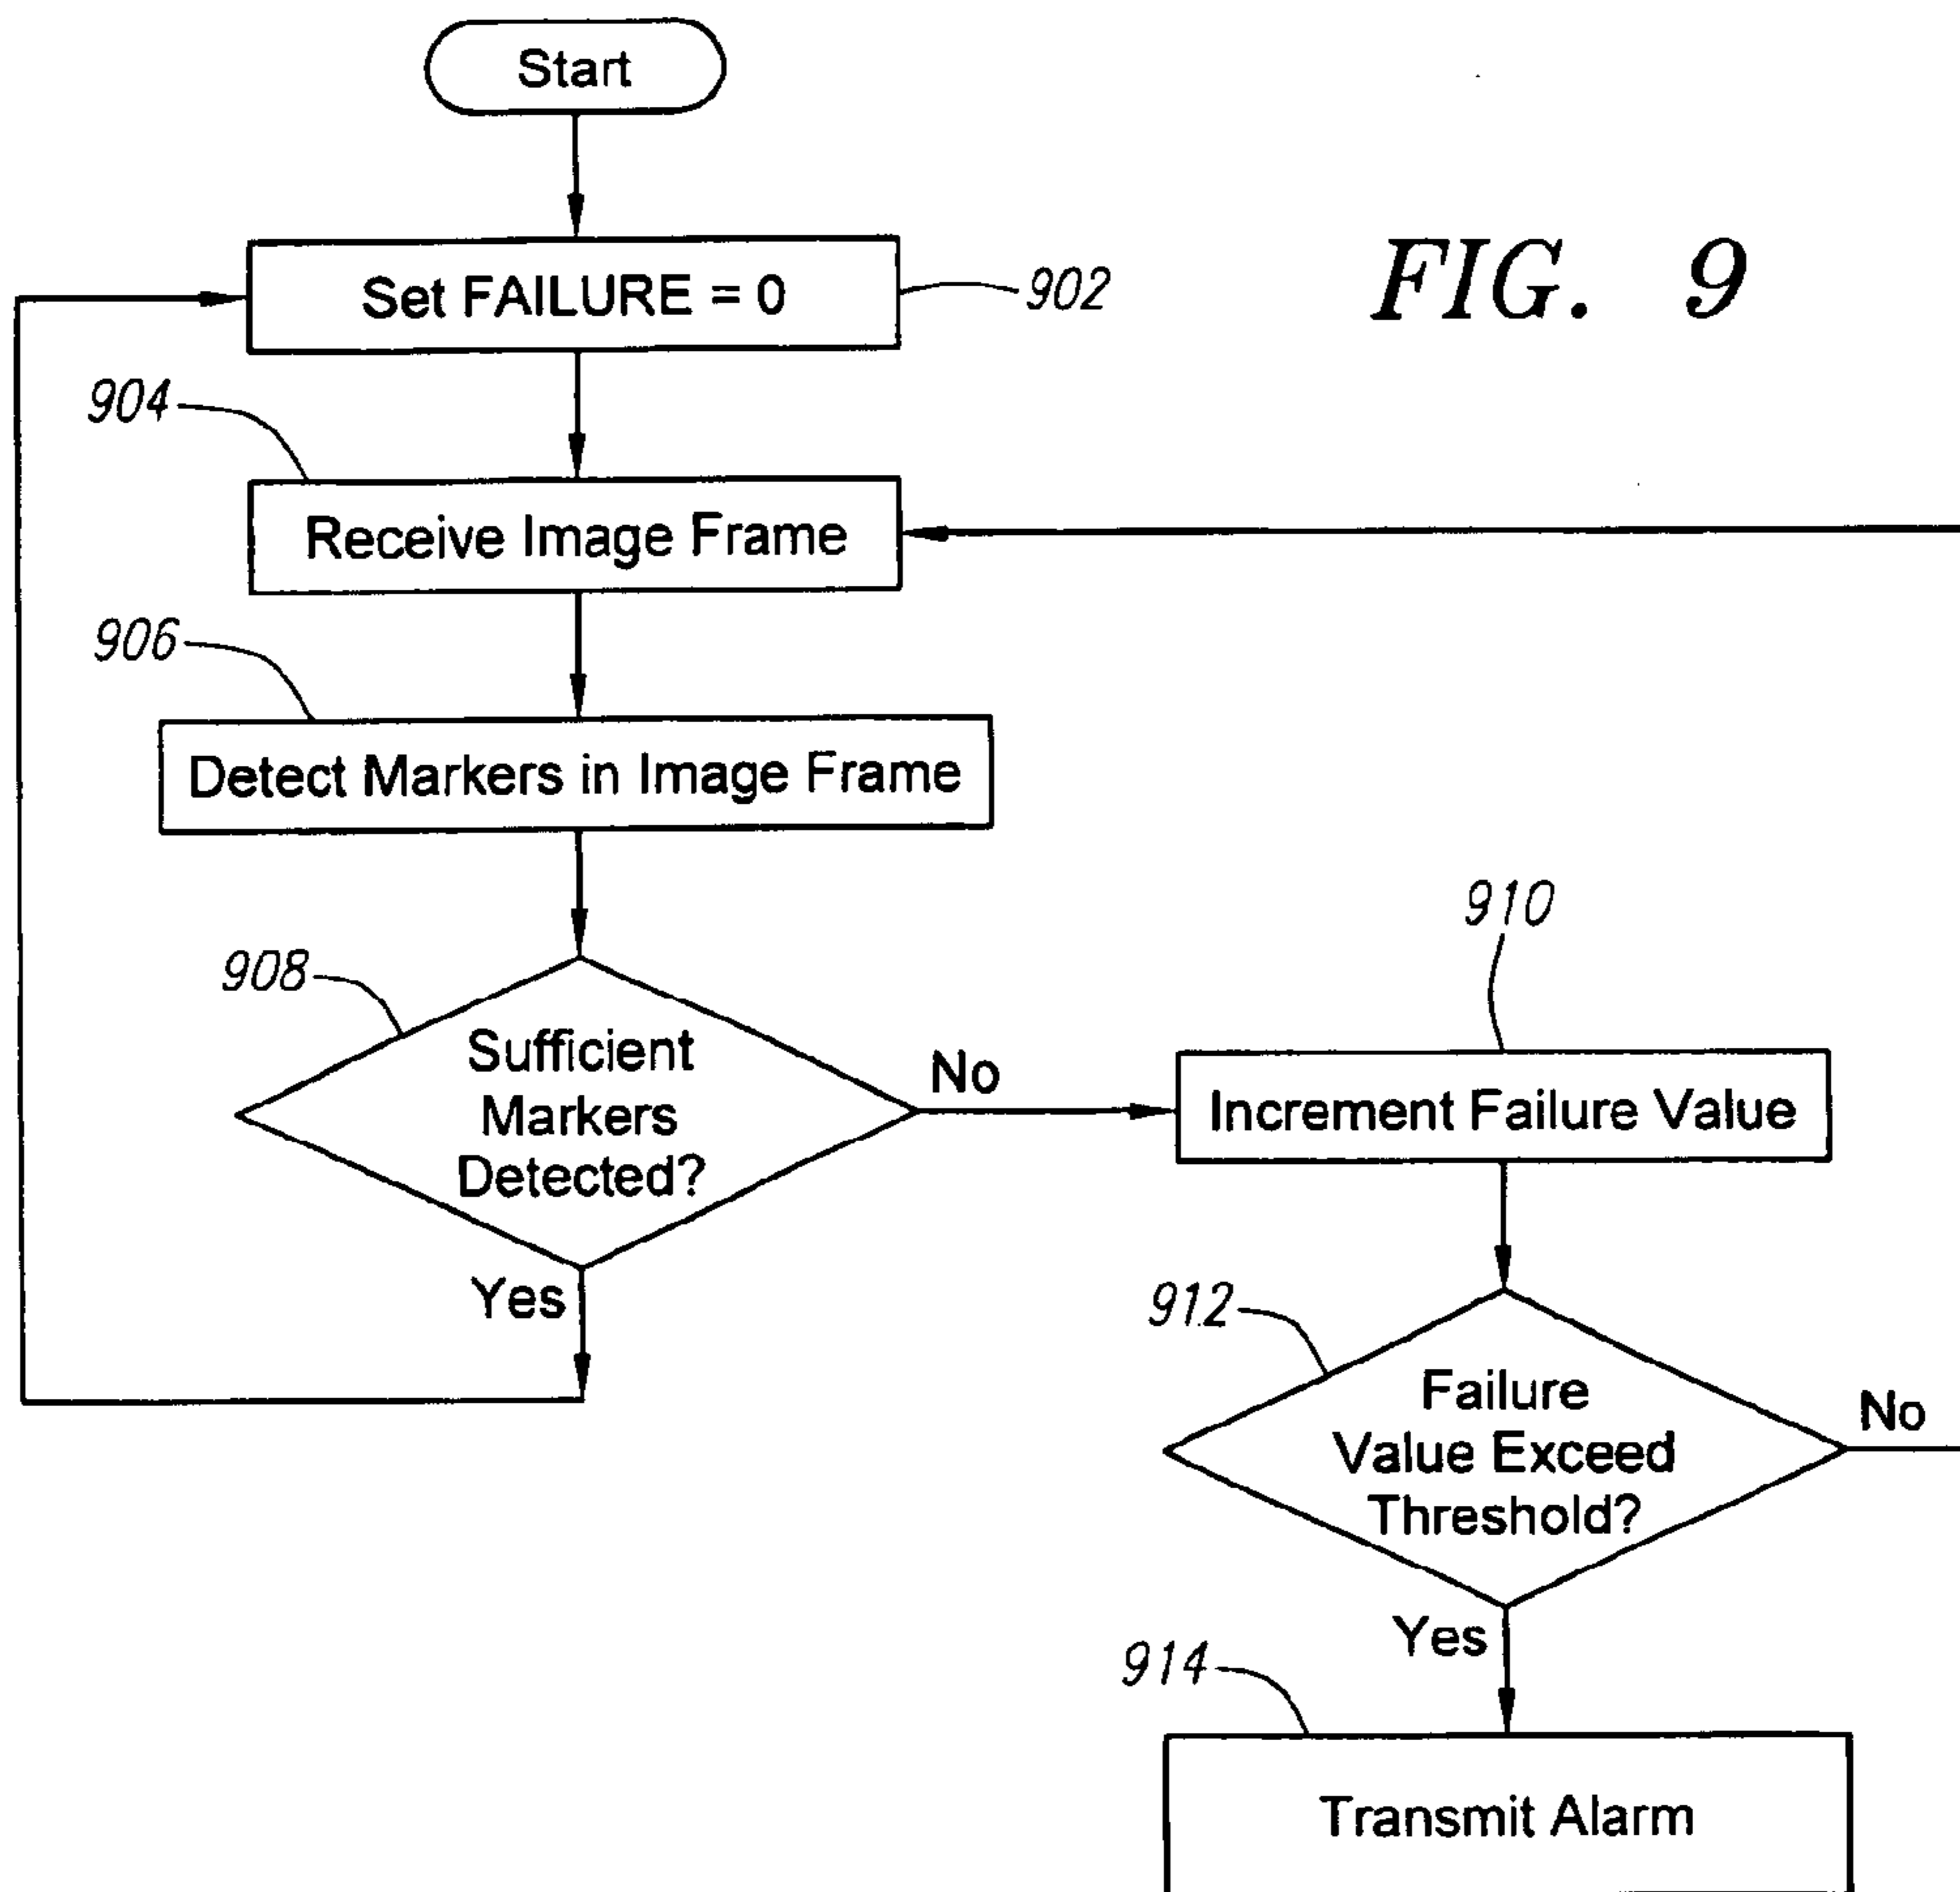 Start
FIG. 9
Set FAILURE = 0
902
904
Receive Image Frame
906
Detect Markers in Image Frame
908
Sufficient
Markers
Detected?
No
Yes
910
Increment Failure Value
912
Failure
Value Exceed
Threshold?
No
Yes
914
Transmit Alarm